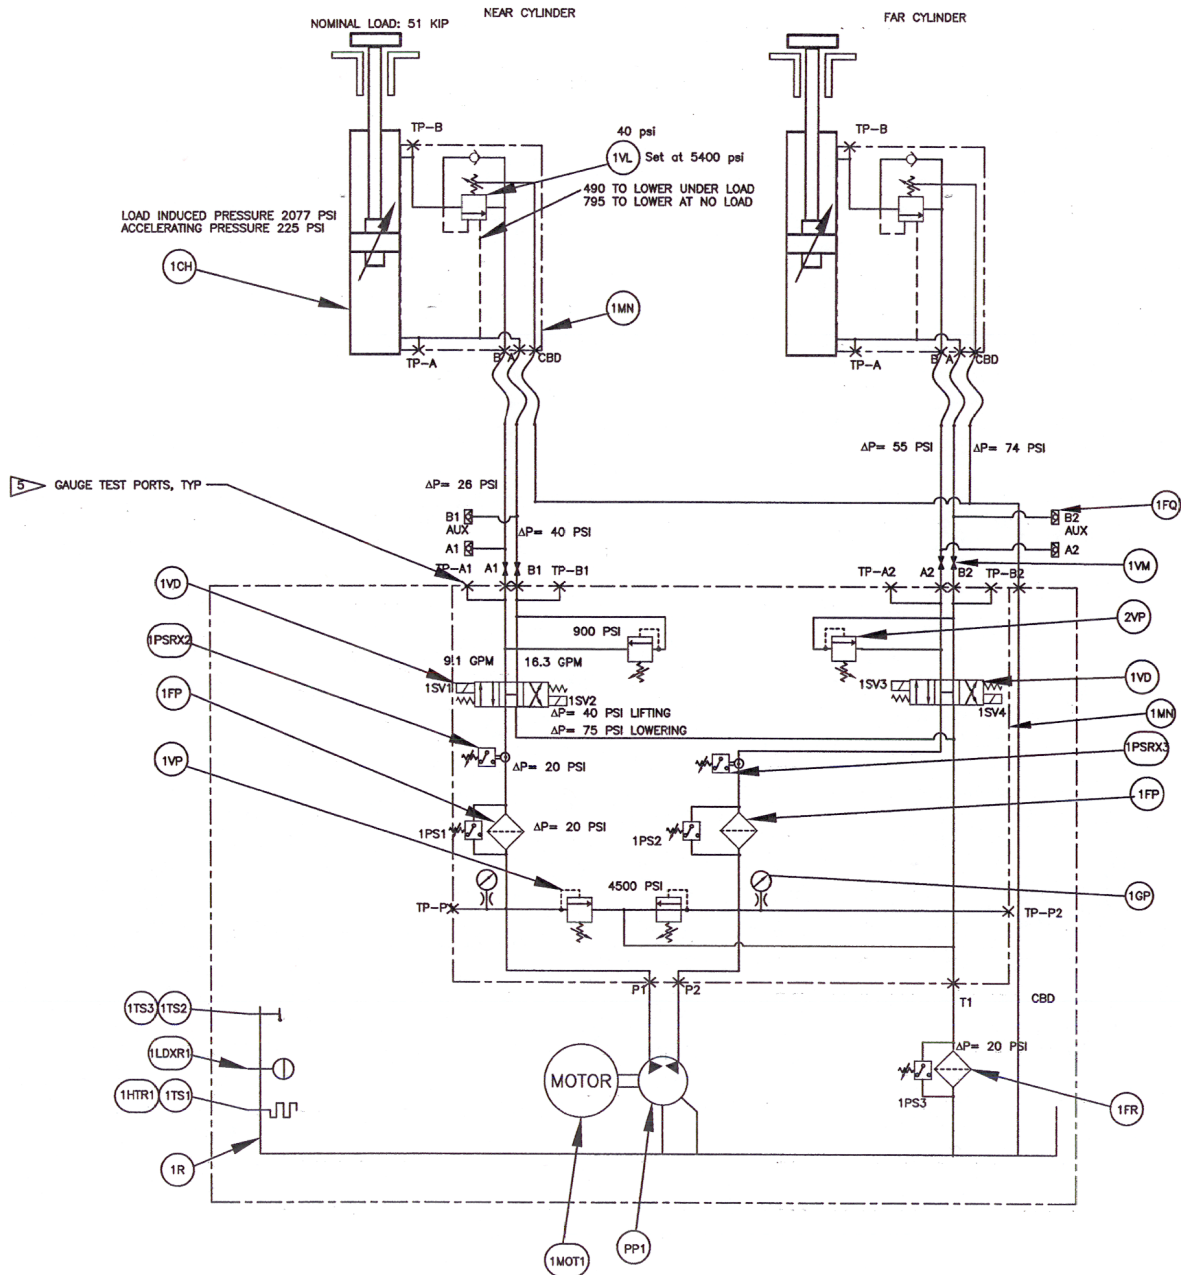 NEAR CYLINDER
FAR CYLINDER
NOMINAL LOAD: 51 KIP
TP-B
40 psi
1VL
Set at 5400 psi
TP-B
490 TO LOWER UNDER LOAD
795 TO LOWER AT NO LOAD
LOAD INDUCED PRESSURE 2077 PSI
ACCELERATING PRESSURE 225 PSI
1CH
1MN
TP-A
B
A
CBD
TP-A
B
A
CBD
ΔP= 55 PSI
ΔP= 74 PSI
5
GAUGE TEST PORTS, TYP
ΔP= 26 PSI
B1
AUX
ΔP= 40 PSI
A1
B2
AUX
A2
1FQ
TP-A1
A1
B1
TP-B1
TP-A2
A2
B2
TP-B2
1VM
1VD
1PSRX2
900 PSI
2VP
9.1 GPM
16.3 GPM
1SV1
1SV2
1SV3
1SV4
1VD
1FP
ΔP= 40 PSI LIFTING
ΔP= 75 PSI LOWERING
1MN
1VP
ΔP= 20 PSI
1PSRX3
1FP
1PS1
ΔP= 20 PSI
1PS2
4500 PSI
1GP
TP-P1
TP-P2
P1
P2
T1
CBD
1TS3
1TS2
1LDXR1
1HTR1
1TS1
MOTOR
ΔP= 20 PSI
1PS3
1FR
1R
1MOT1
PP1